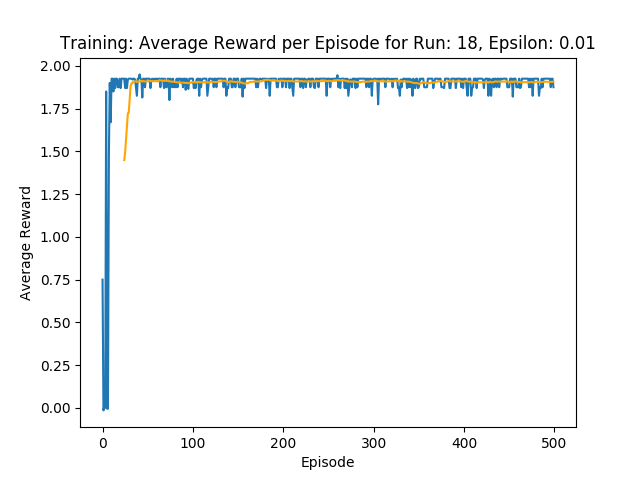 Training: Average Reward per Episode for Run: 18, Epsilon: 0.01
2.00
1.75
1.50
1.25
1.00
0.75
0.50
0.25
0.00
Average Reward
0 100 200 300 400 500
Episode